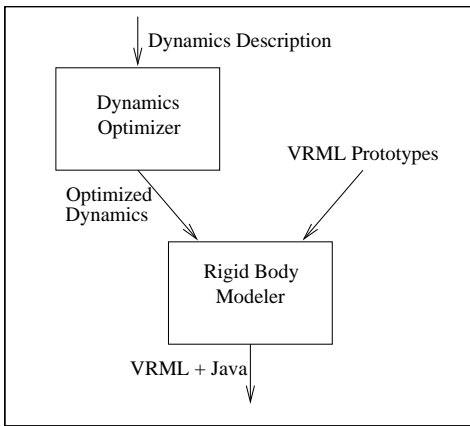 Dynamics Description
Dynamics
Optimizer
VRML Prototypes
Optimized
Dynamics
Rigid Body
Modeler
VRML + Java